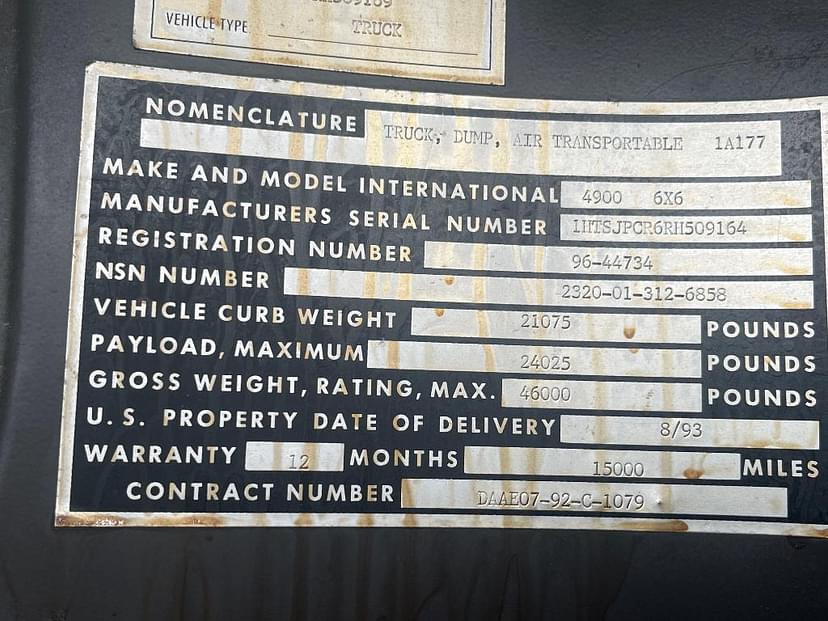 VEHICLE TYPE TRUCK
NOMENCLATURE TRUCK, DUMP, AIR TRANSPORTABLE 1A177
MAKE AND MODEL INTERNATIONAL 4900 6X6
MANUFACTURERS SERIAL NUMBER 1HTSJPCR6RH509164
REGISTRATION NUMBER 96-44734
NSN NUMBER 2320-01-312-6858
VEHICLE CURB WEIGHT 21075 POUNDS
PAYLOAD, MAXIMUM 24025 POUNDS
GROSS WEIGHT, RATING, MAX. 46000 POUNDS
U.S. PROPERTY DATE OF DELIVERY 8/93
WARRANTY 12 MONTHS 15000 MILES
CONTRACT NUMBER DAAE07-92-C-1079